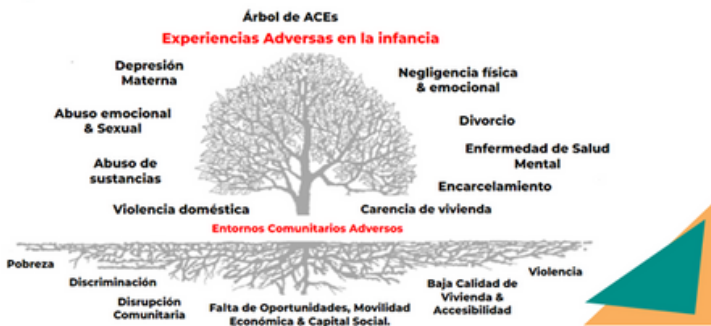 Árbol de ACEs
Experiencias Adversas en la infancia
Depresión
Materna
Negligencia física
& emocional
Abuso emocional
& Sexual
Divorcio
Enfermedad de Salud
Mental
Abuso de
sustancias
Encarcelamiento
Violencia doméstica
Carencia de vivienda
Entornos Comunitarios Adversos
Pobreza
Discriminación
Disrupción
Comunitaria
Falta de Oportunidades, Movilidad
Económica & Capital Social.
Baja Calidad de
Vivienda &
Accesibilidad
Violencia